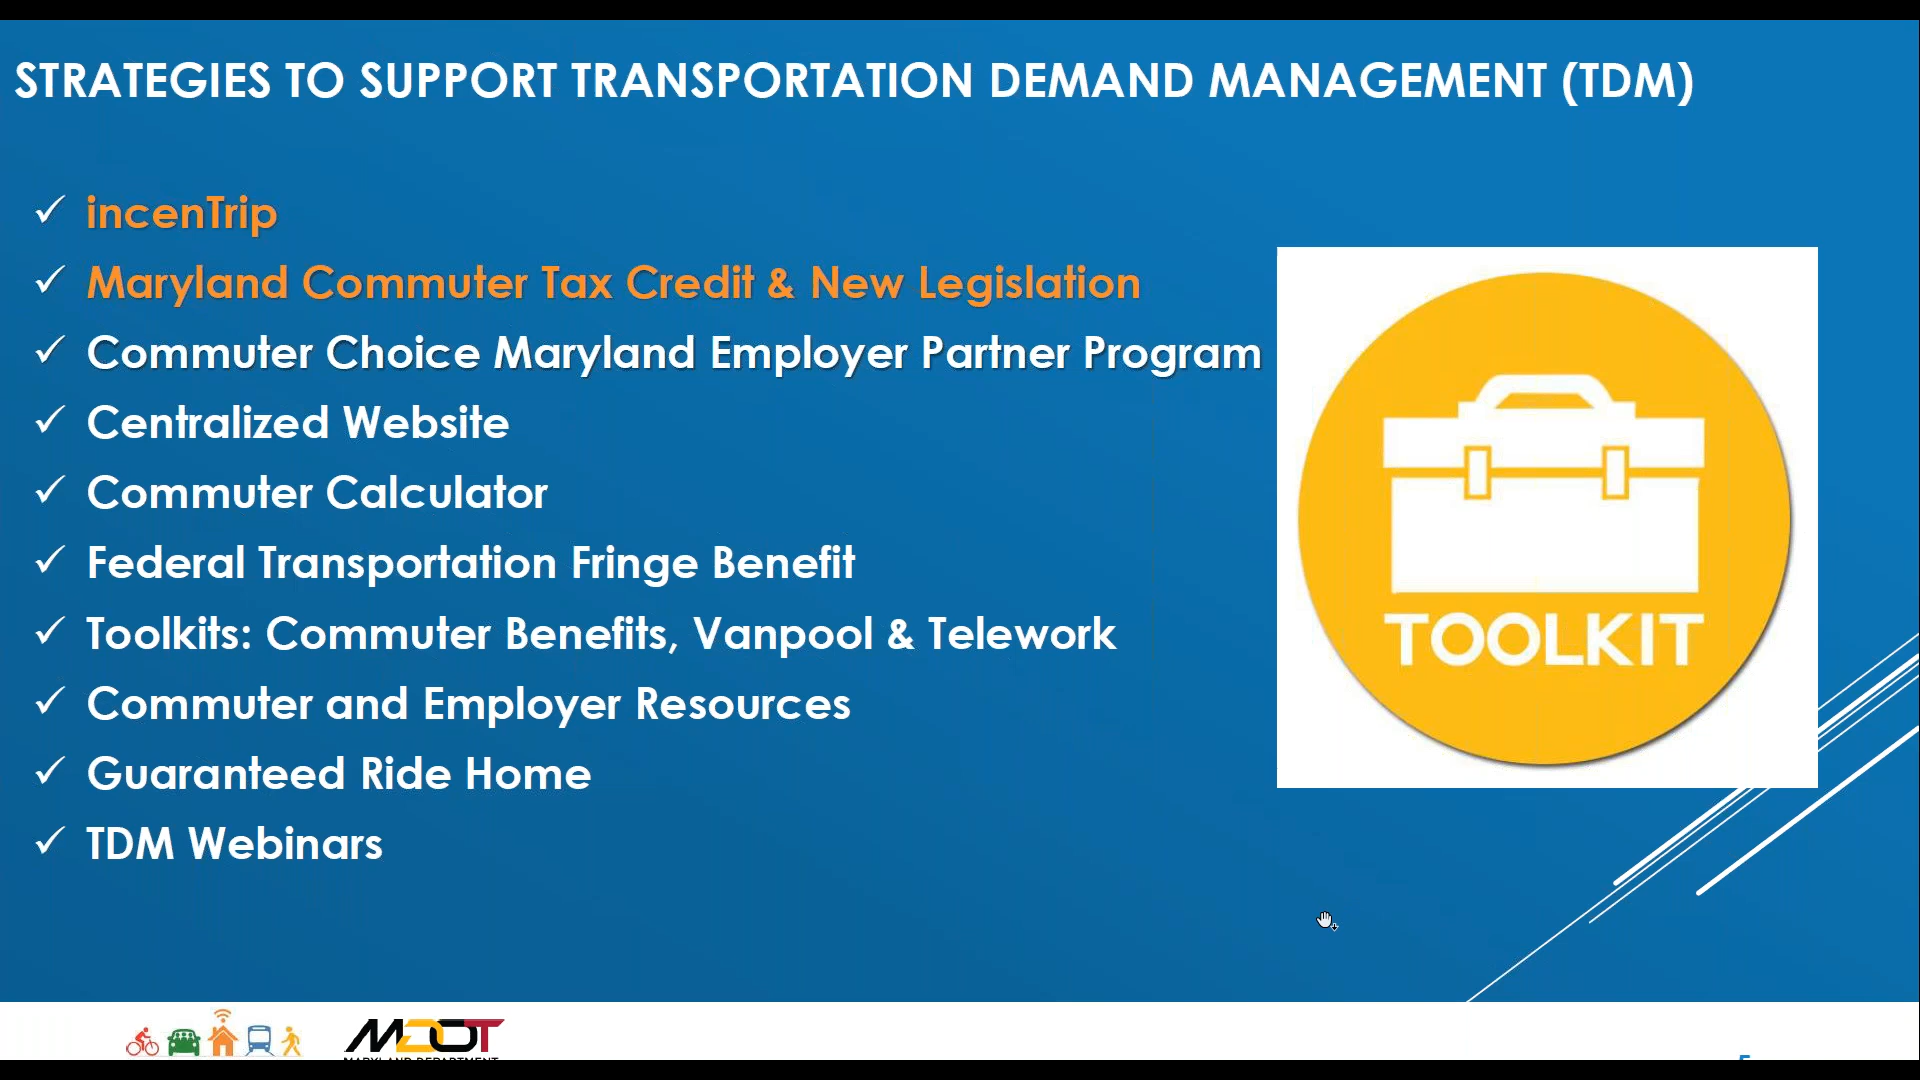 STRATEGIES TO SUPPORT TRANSPORTATION DEMAND MANAGEMENT (TDM)
incenTrip
Maryland Commuter Tax Credit & New Legislation
Commuter Choice Maryland Employer Partner Program
Centralized Website
Commuter Calculator
Federal Transportation Fringe Benefit
Toolkits: Commuter Benefits, Vanpool & Telework
Commuter and Employer Resources
Guaranteed Ride Home
TDM Webinars
TOOLKIT
MDOT
MARYLAND DEPARTMENT